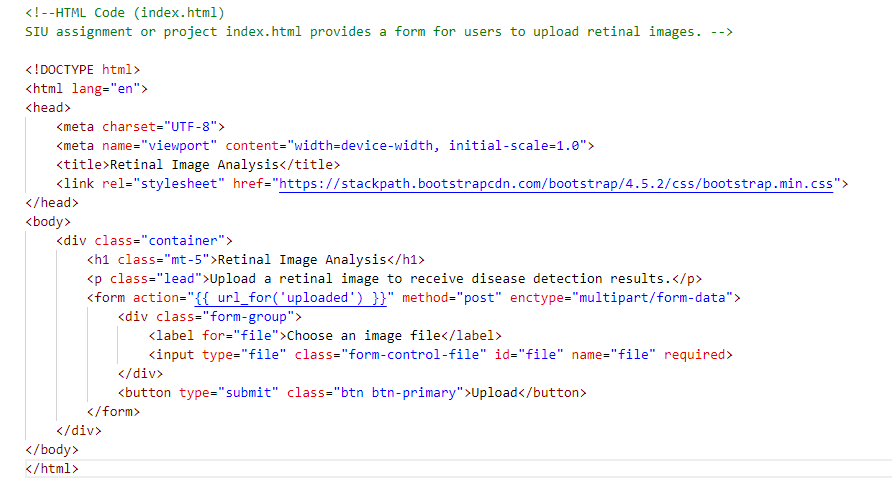 <!--HTML Code (index.html)
SIU assignment or project index.html provides a form for users to upload retinal images. -->
<!DOCTYPE html>
<html lang="en">
<head>
<meta charset="UTF-8">
<meta name="viewport" content="width=device-width, initial-scale=1.0">
<title>Retinal Image Analysis</title>
<link rel="stylesheet" href="https://stackpath.bootstrapcdn.com/bootstrap/4.5.2/css/bootstrap.min.css">
</head>
<body>
<div class="container">
<h1 class="mt-5">Retinal Image Analysis</h1>
<p class="lead">Upload a retinal image to receive disease detection results.</p>
<form action="{{ url_for('uploaded') }}" method="post" enctype="multipart/form-data">
<div class="form-group">
<label for="file">Choose an image file</label>
<input type="file" class="form-control-file" id="file" name="file" required>
</div>
<button type="submit" class="btn btn-primary">Upload</button>
</form>
</div>
</body>
</html>